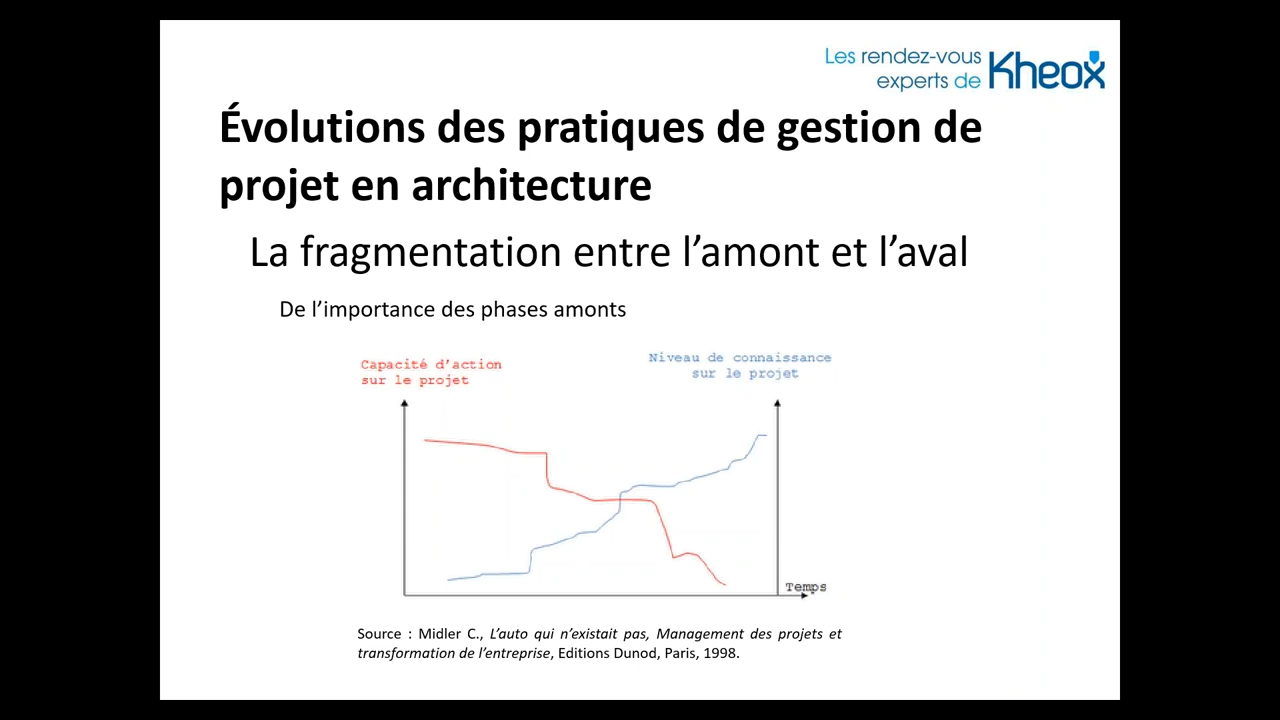 Les rendez-vous
experts de Kheox
Évolutions des pratiques de gestion de
projet en architecture
La fragmentation entre l’amont et l’aval
De l’importance des phases amonts
Capacité d’action
sur le projet
Niveau de connaissance
sur le projet
Temps
Source : Midler C., L’auto qui n’existait pas, Management des projets et
transformation de l’entreprise, Editions Dunod, Paris, 1998.